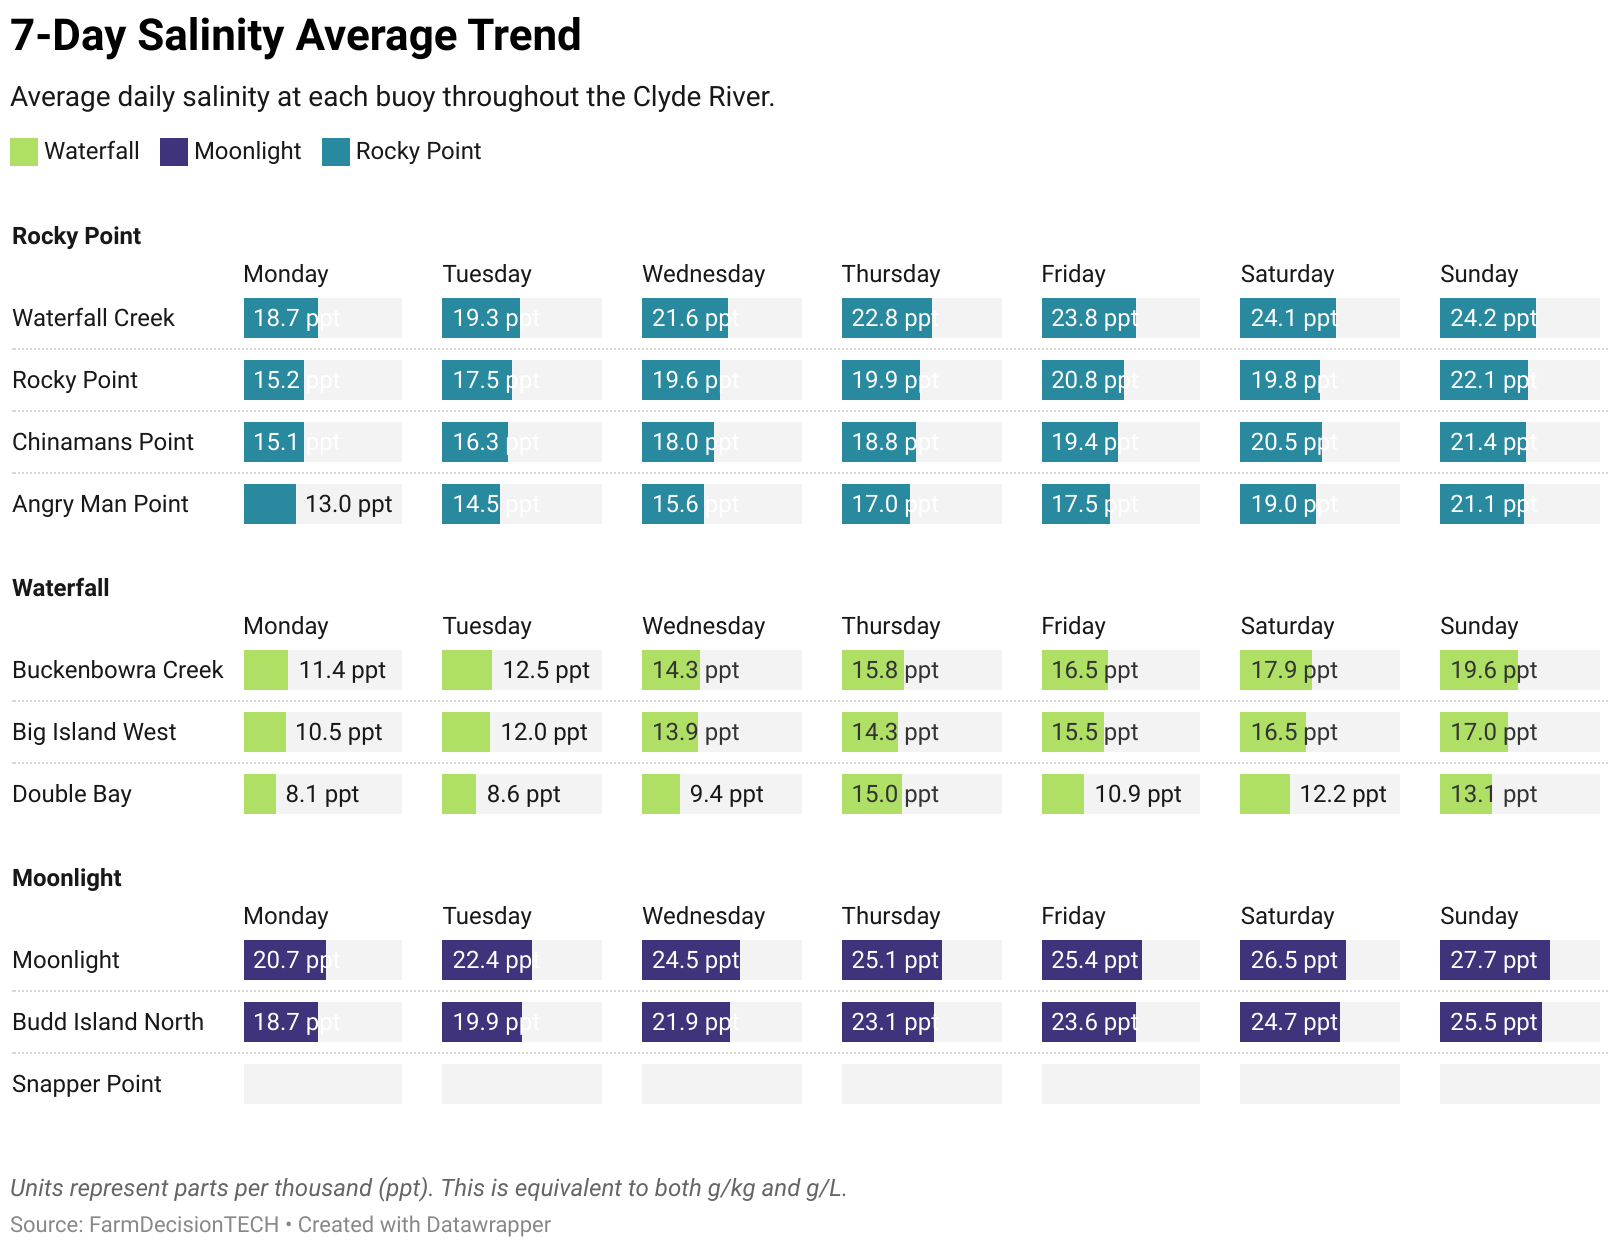 7-Day Salinity Average Trend
Average daily salinity at each buoy throughout the Clyde River.
Waterfall Moonlight Rocky Point
Rocky Point
Monday Tuesday Wednesday Thursday Friday Saturday Sunday
Waterfall Creek 18.7 ppt 19.3 ppt 21.6 ppt 22.8 ppt 23.8 ppt 24.1 ppt 24.2 ppt
Rocky Point 15.2 ppt 17.5 ppt 19.6 ppt 19.9 ppt 20.8 ppt 19.8 ppt 22.1 ppt
Chinamans Point 15.1 ppt 16.3 ppt 18.0 ppt 18.8 ppt 19.4 ppt 20.5 ppt 21.4 ppt
Angry Man Point 13.0 ppt 14.5 ppt 15.6 ppt 17.0 ppt 17.5 ppt 19.0 ppt 21.1 ppt
Waterfall
Monday Tuesday Wednesday Thursday Friday Saturday Sunday
Buckenbowra Creek 11.4 ppt 12.5 ppt 14.3 ppt 15.8 ppt 16.5 ppt 17.9 ppt 19.6 ppt
Big Island West 10.5 ppt 12.0 ppt 13.9 ppt 14.3 ppt 15.5 ppt 16.5 ppt 17.0 ppt
Double Bay 8.1 ppt 8.6 ppt 9.4 ppt 15.0 ppt 10.9 ppt 12.2 ppt 13.1 ppt
Moonlight
Monday Tuesday Wednesday Thursday Friday Saturday Sunday
Moonlight 20.7 ppt 22.4 ppt 24.5 ppt 25.1 ppt 25.4 ppt 26.5 ppt 27.7 ppt
Budd Island North 18.7 ppt 19.9 ppt 21.9 ppt 23.1 ppt 23.6 ppt 24.7 ppt 25.5 ppt
Snapper Point
Units represent parts per thousand (ppt). This is equivalent to both g/kg and g/L.
Source: FarmDecisionTECH • Created with Datawrapper